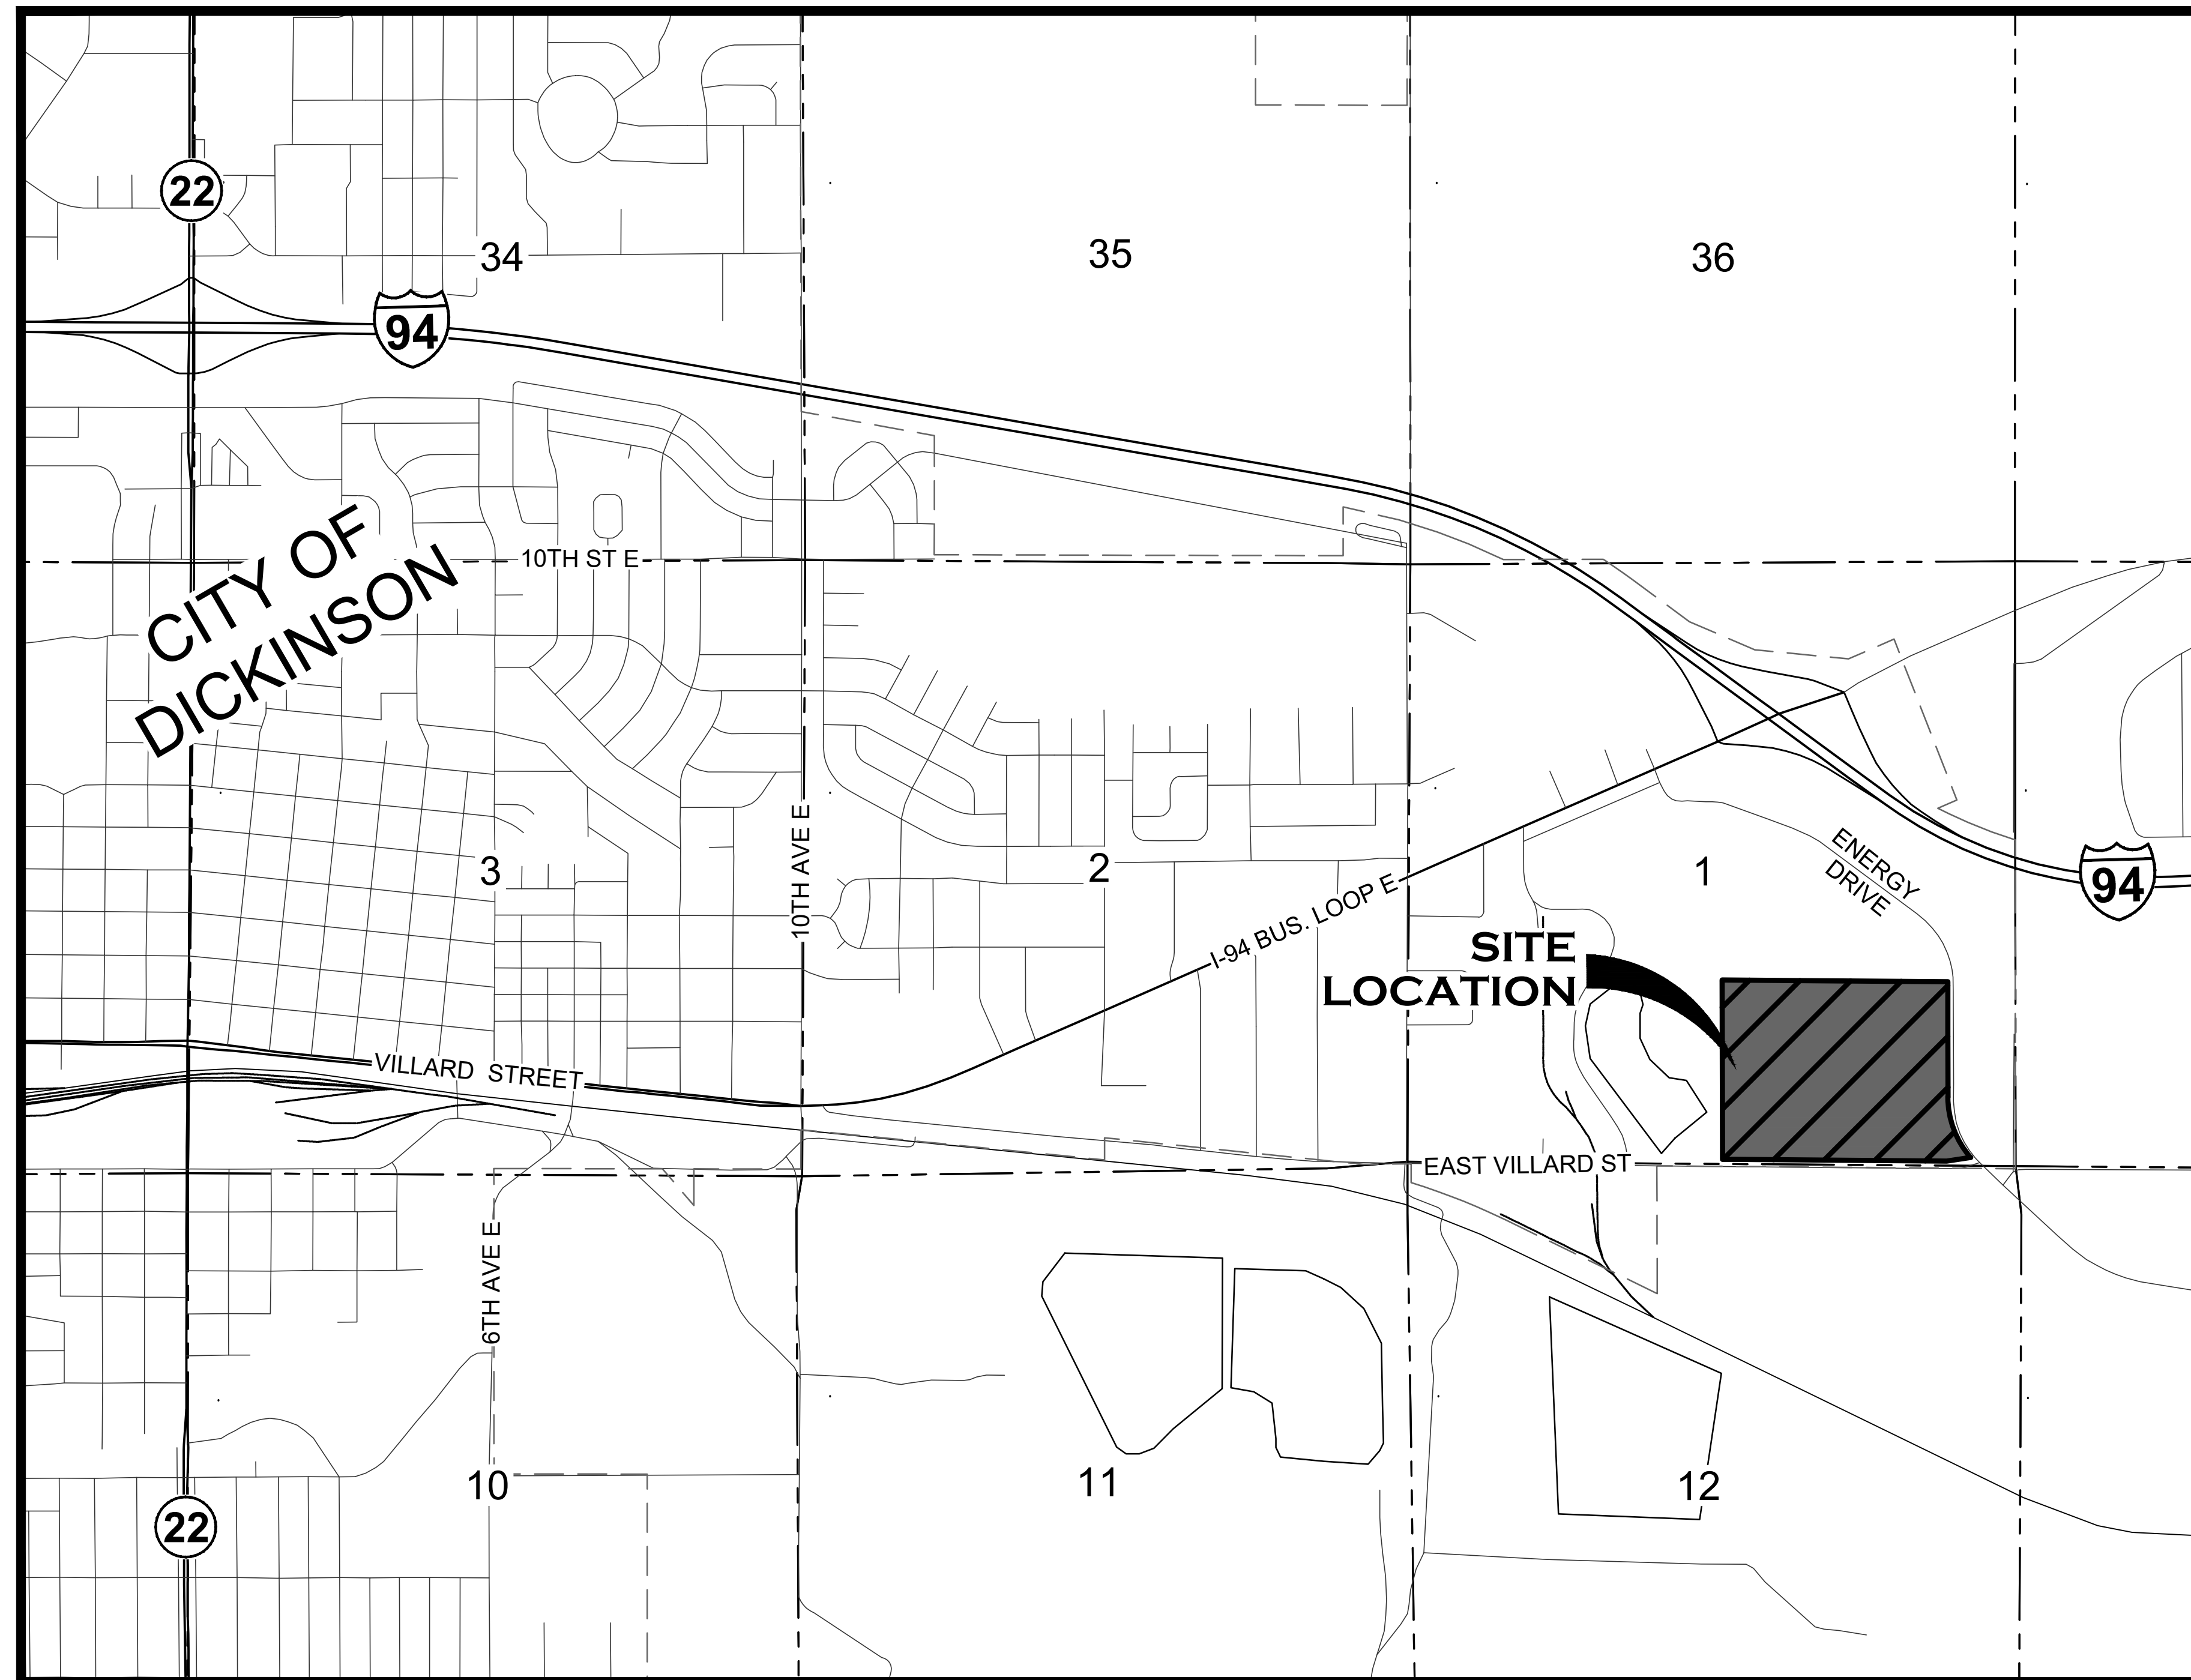 22
34
35
36
94
CITY OF
DICKINSON
10TH ST E
3
10TH AVE E
2
1
ENERGY
DRIVE
94
I-94 BUS. LOOP E
SITE
LOCATION
VILLARD STREET
EAST VILLARD ST
6TH AVE E
10
11
12
22